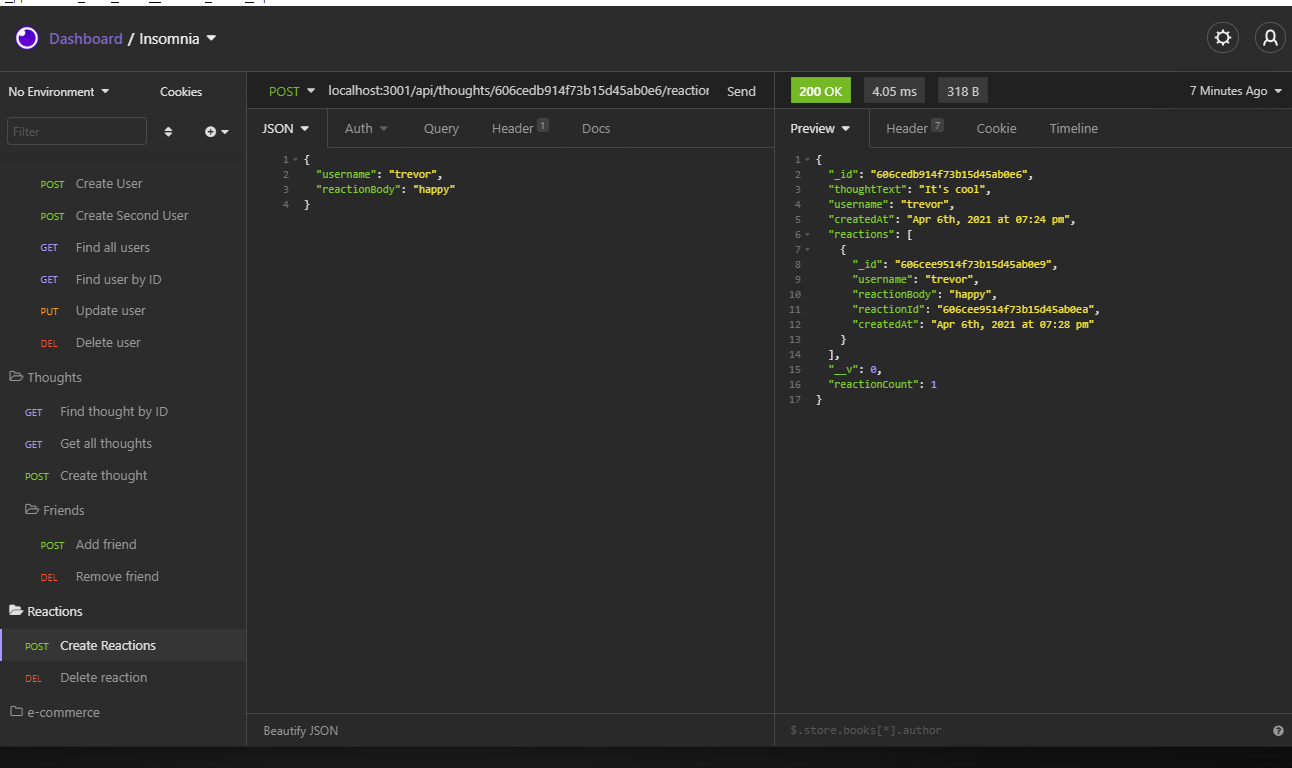 Dashboard / Insomnia
No Environment
Cookies
Filter
POST Create User
POST Create Second User
GET Find all users
GET Find user by ID
PUT Update user
DEL Delete user
Thoughts
GET Find thought by ID
GET Get all thoughts
POST Create thought
Friends
POST Add friend
DEL Remove friend
Reactions
POST Create Reactions
DEL Delete reaction
e-commerce
POST localhost:3001/api/thoughts/606cedb914f73b15d45ab0e6/reaction Send
JSON Auth Query Header 1 Docs
1 {
2 "username": "trevor",
3 "reactionBody": "happy"
4 }
Beautify JSON
200 OK 4.05 ms 318 B 7 Minutes Ago
Preview Header 7 Cookie Timeline
1 {
2 "_id": "606cedb914f73b15d45ab0e6",
3 "thoughtText": "It's cool",
4 "username": "trevor",
5 "createdAt": "Apr 6th, 2021 at 07:24 pm",
6 "reactions": [
7 {
8 "_id": "606cee9514f73b15d45ab0e9",
9 "username": "trevor",
10 "reactionBody": "happy",
11 "reactionId": "606cee9514f73b15d45ab0ea",
12 "createdAt": "Apr 6th, 2021 at 07:28 pm"
13 }
14 ],
15 "__v": 0,
16 "reactionCount": 1
17 }
$.store.books[*].author